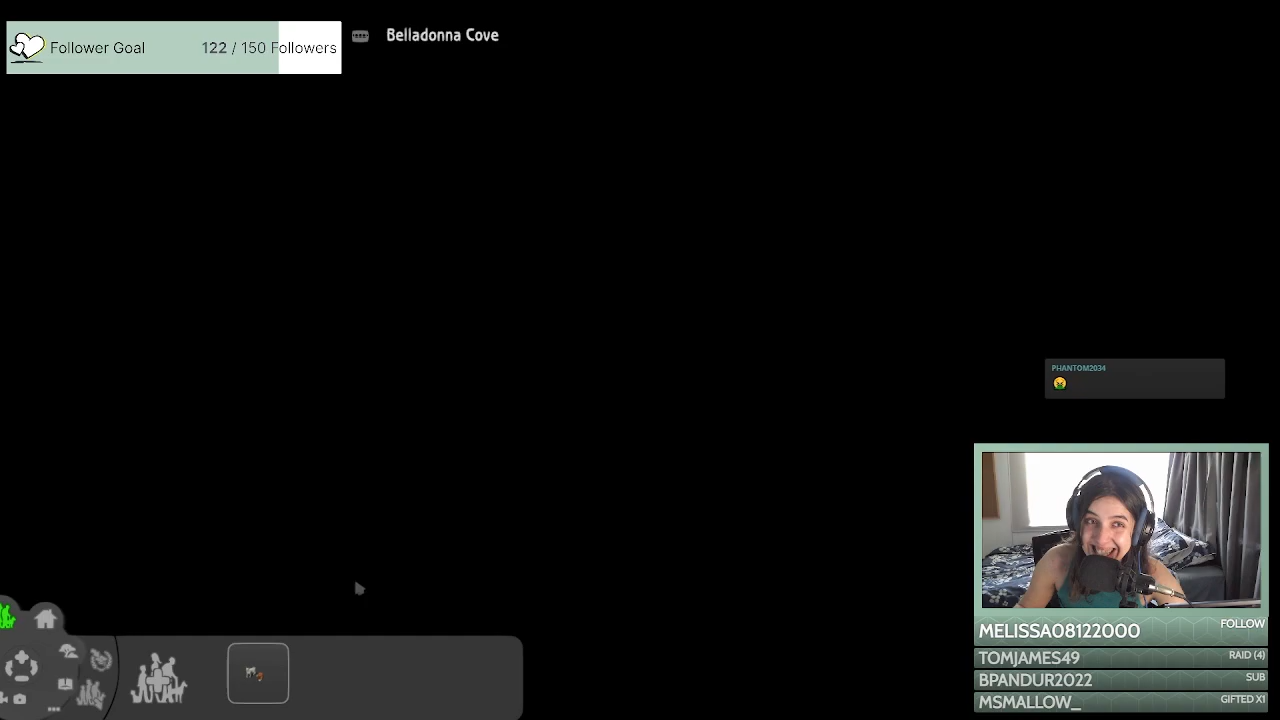 Follower Goal
122 / 150 Followers
Belladonna Cove
PHANTOM2034
MELISSA08122000
FOLLOW
TOMJAMES49
RAID (4)
BPANDUR2022
SUB
MSMALLOW_
GIFTED X1